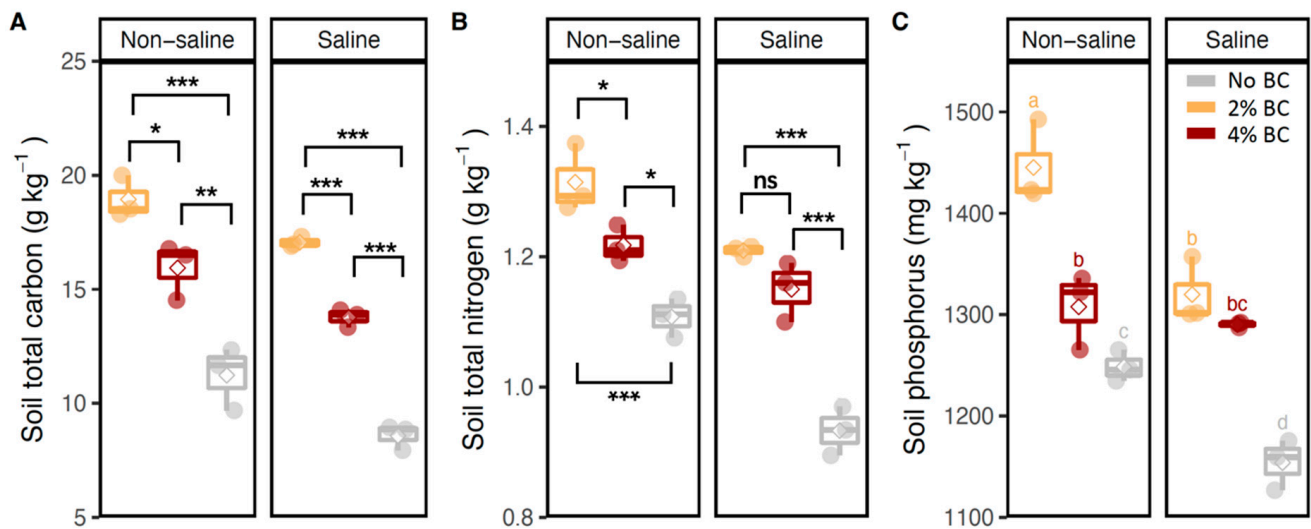 A
Non−saline
Saline
Soil total carbon (g kg⁻¹ )
25
20
15
10
5
***
*
**
***
***
***
B
Non−saline
Saline
Soil total nitrogen (g kg⁻¹ )
1.4
1.2
1.0
0.8
*
*
***
***
ns
***
C
Non−saline
Saline
Soil phosphorus (mg kg⁻¹ )
1500
1400
1300
1200
1100
a
b
c
No BC
2% BC
4% BC
b
bc
d